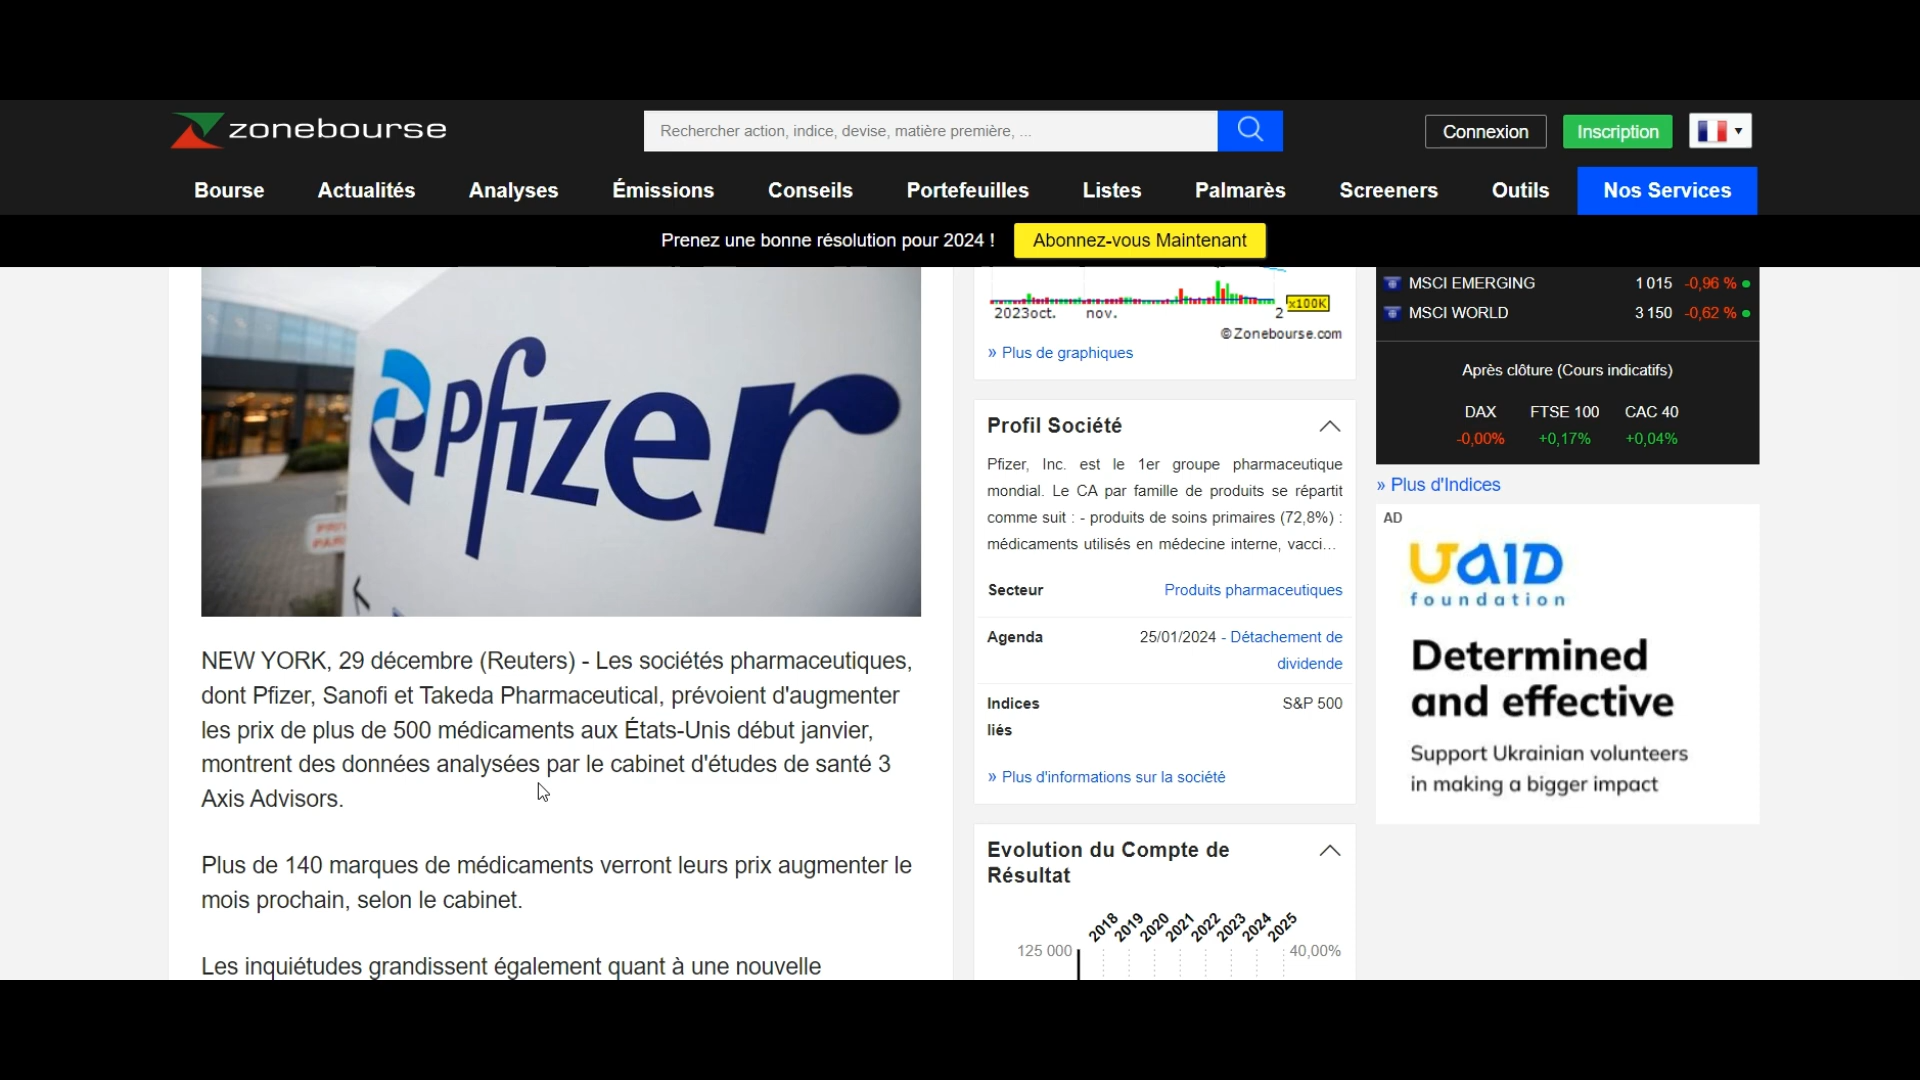 zonebourse
Rechercher action, indice, devise, matière première, ...
Connexion
Inscription
Bourse
Actualités
Analyses
Émissions
Conseils
Portefeuilles
Listes
Palmarès
Screeners
Outils
Nos Services
Prenez une bonne résolution pour 2024 !
Abonnez-vous Maintenant
Pfizer
NEW YORK, 29 décembre (Reuters) - Les sociétés pharmaceutiques,
dont Pfizer, Sanofi et Takeda Pharmaceutical, prévoient d'augmenter
les prix de plus de 500 médicaments aux États-Unis début janvier,
montrent des données analysées par le cabinet d'études de santé 3
Axis Advisors.
Plus de 140 marques de médicaments verront leurs prix augmenter le
mois prochain, selon le cabinet.
Les inquiétudes grandissent également quant à une nouvelle
x100K
2023oct.
nov.
2
©Zonebourse.com
» Plus de graphiques
Profil Société
Pfizer, Inc. est le 1er groupe pharmaceutique
mondial. Le CA par famille de produits se répartit
comme suit : - produits de soins primaires (72,8%) :
médicaments utilisés en médecine interne, vacci...
Secteur
Produits pharmaceutiques
Agenda
25/01/2024 - Détachement de
dividende
Indices
liés
S&P 500
» Plus d'informations sur la société
Evolution du Compte de
Résultat
2018
2019
2020
2021
2022
2023
2024
2025
125 000
40,00%
MSCI EMERGING 1 015 -0,96 %
MSCI WORLD 3 150 -0,62 %
Après clôture (Cours indicatifs)
DAX FTSE 100 CAC 40
-0,00% +0,17% +0,04%
» Plus d'Indices
AD
UAID
foundation
Determined
and effective
Support Ukrainian volunteers
in making a bigger impact